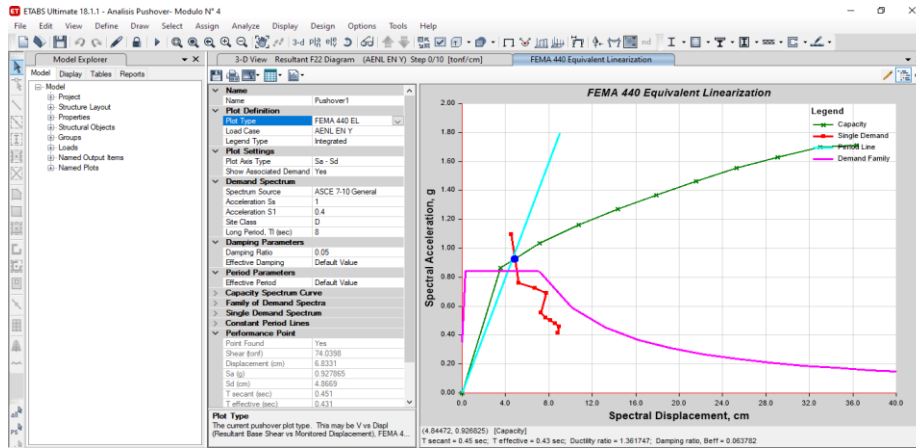 ETABS Ultimate 18.1.1 - Analisis Pushover- Modulo N° 4
File Edit View Define Draw Select Assign Analyze Display Design Options Tools Help
3-d
nd
Model Explorer
3-D View Resultant F22 Diagram (AENL EN Y) Step 0/10 [tonf/cm]
FEMA 440 Equivalent Linearization
Model Display Tables Reports
Model
Project
Structure Layout
Properties
Structural Objects
Groups
Loads
Named Output Items
Named Plots
Name
Name Pushover1
Plot Definition
Plot Type FEMA 440 EL
Load Case AENL EN Y
Legend Type Integrated
Plot Settings
Plot Axis Type Sa - Sd
Show Associated Demand Yes
Demand Spectrum
Spectrum Source ASCE 7-10 General
Acceleration Ss 1
Acceleration S1 0.4
Site Class D
Long Period, Tl (sec) 8
Damping Parameters
Damping Ratio 0.05
Effective Damping Default Value
Period Parameters
Effective Period Default Value
Capacity Spectrum Curve
Family of Demand Spectra
Single Demand Spectrum
Constant Period Lines
Performance Point
Point Found Yes
Shear (tonf) 74.0398
Displacement (cm) 6.8331
Sa (g) 0.927865
Sd (cm) 4.8669
T secant (sec) 0.451
T effective (sec) 0.431
Plot Type
The current pushover plot type. This may be V vs Displ
(Resultant Base Shear vs Monitored Displacement), FEMA 4...
FEMA 440 Equivalent Linearization
Legend
Capacity
Single Demand
Period Line
Demand Family
Spectral Acceleration, g
2.00
1.80
1.60
1.40
1.20
1.00
0.80
0.60
0.40
0.20
0.00
0.0 4.0 8.0 12.0 16.0 20.0 24.0 28.0 32.0 36.0 40.0
Spectral Displacement, cm
(4.84472, 0.926825) [Capacity]
T secant = 0.45 sec; T effective = 0.43 sec; Ductility ratio = 1.361747; Damping ratio, Beff = 0.063782